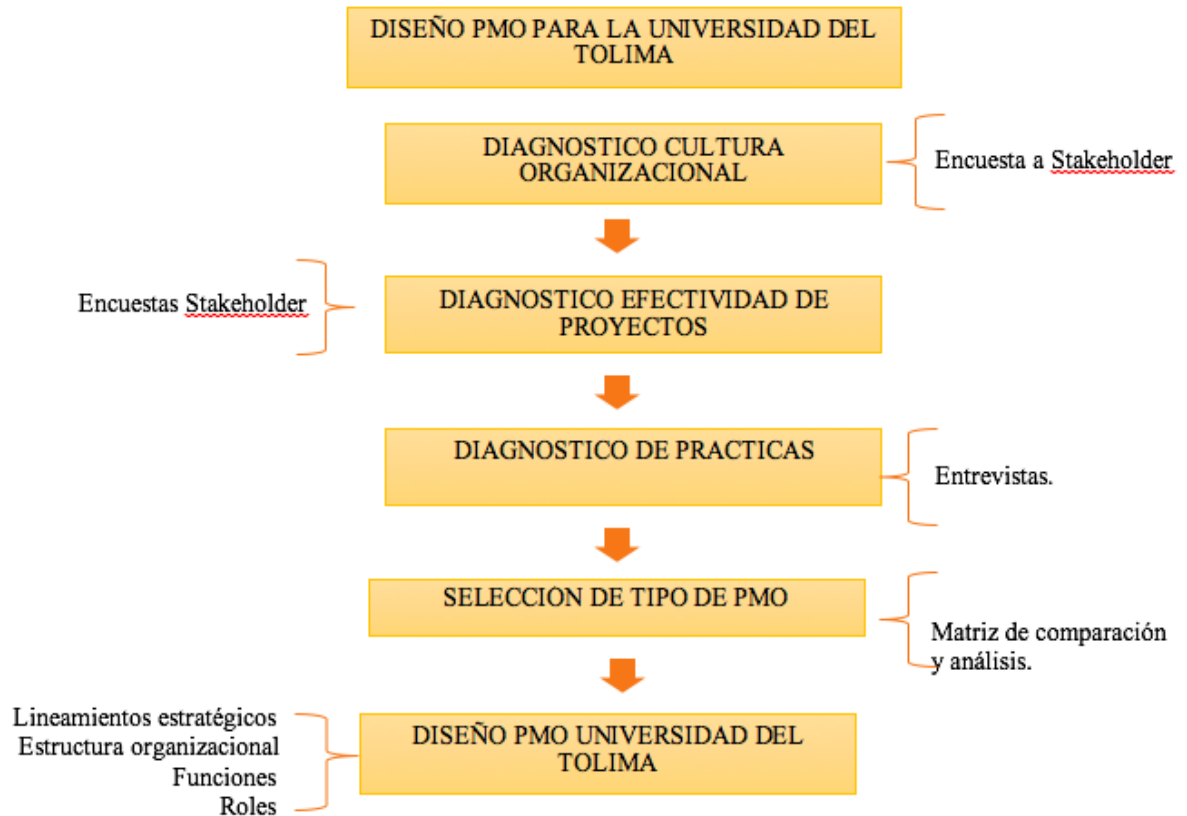 DISEÑO PMO PARA LA UNIVERSIDAD DEL
TOLIMA
DIAGNOSTICO CULTURA
ORGANIZACIONAL
Encuesta a Stakeholder
Encuestas Stakeholder
DIAGNOSTICO EFECTIVIDAD DE
PROYECTOS
DIAGNOSTICO DE PRACTICAS
Entrevistas.
SELECCIÓN DE TIPO DE PMO
Matriz de comparación
y análisis.
Lineamientos estratégicos
Estructura organizacional
Funciones
Roles
DISEÑO PMO UNIVERSIDAD DEL
TOLIMA